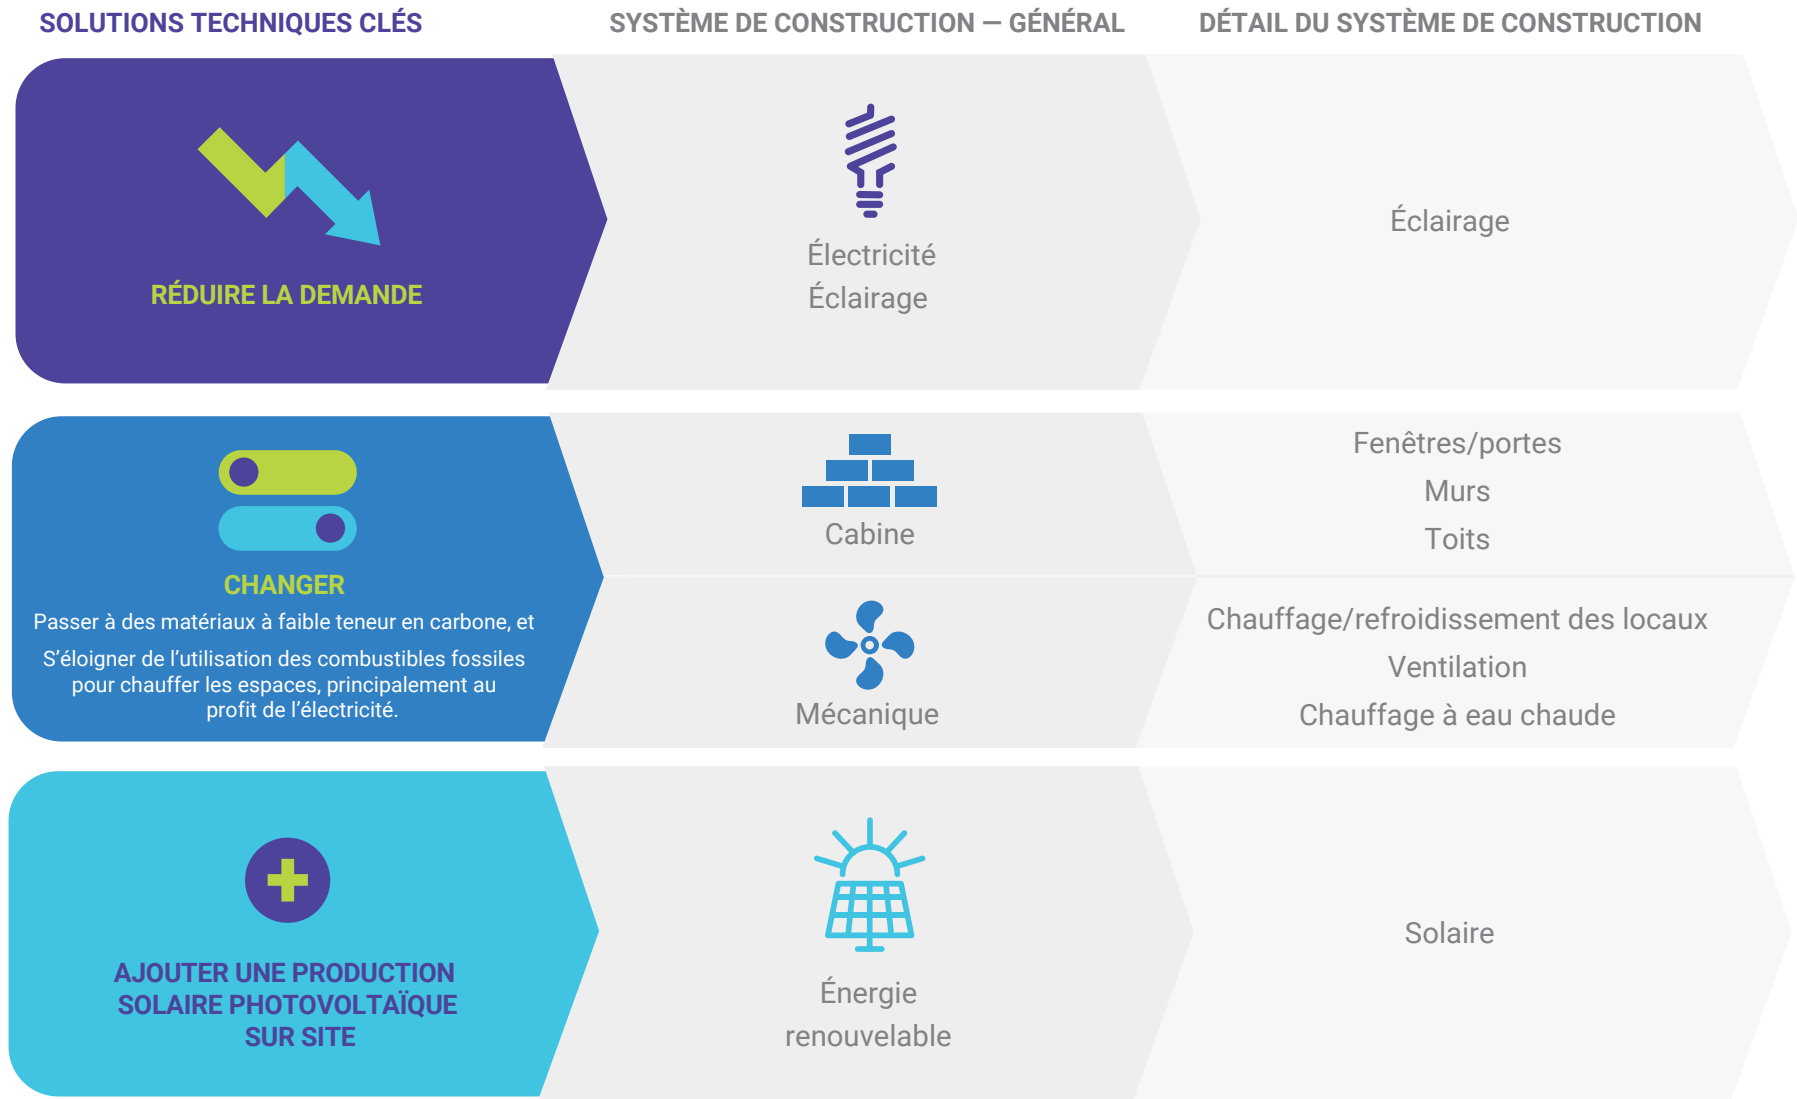 SOLUTIONS TECHNIQUES CLÉS
SYSTÈME DE CONSTRUCTION — GÉNÉRAL
DÉTAIL DU SYSTÈME DE CONSTRUCTION
RÉDUIRE LA DEMANDE
Électricité
Éclairage
Éclairage
CHANGER
Passer à des matériaux à faible teneur en carbone, et
S’éloigner de l’utilisation des combustibles fossiles
pour chauffer les espaces, principalement au
profit de l’électricité.
Cabine
Fenêtres/portes
Murs
Toits
Mécanique
Chauffage/refroidissement des locaux
Ventilation
Chauffage à eau chaude
AJOUTER UNE PRODUCTION
SOLAIRE PHOTOVOLTAÏQUE
SUR SITE
Énergie
renouvelable
Solaire